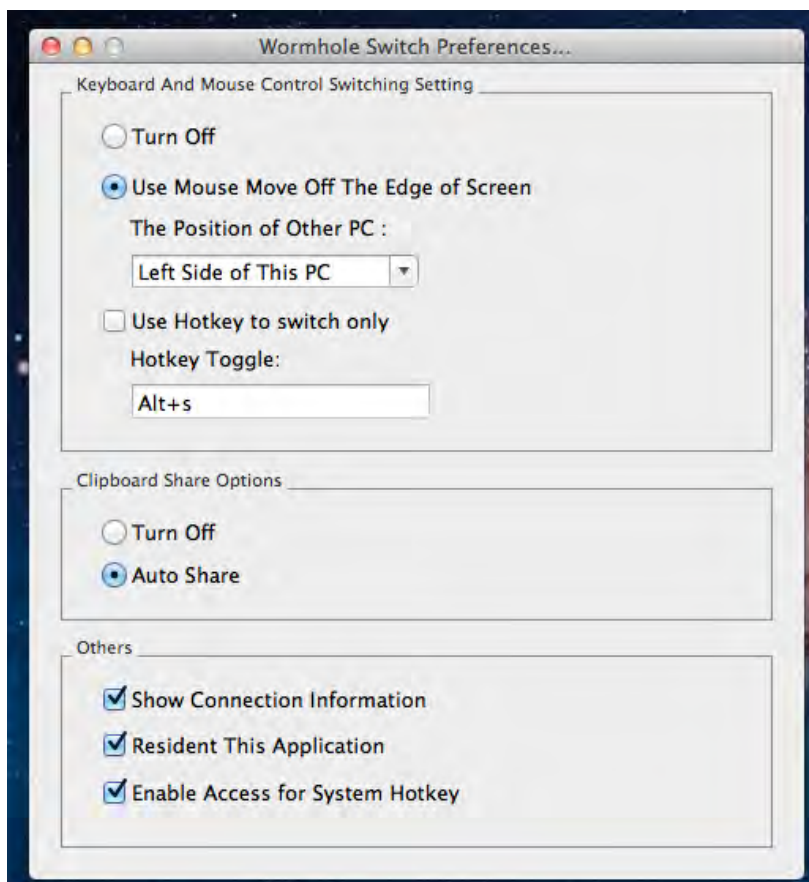 Wormhole Switch Preferences...
Keyboard And Mouse Control Switching Setting
Turn Off
Use Mouse Move Off The Edge of Screen
The Position of Other PC :
Left Side of This PC
Use Hotkey to switch only
Hotkey Toggle:
Alt+s
Clipboard Share Options
Turn Off
Auto Share
Others
Show Connection Information
Resident This Application
Enable Access for System Hotkey